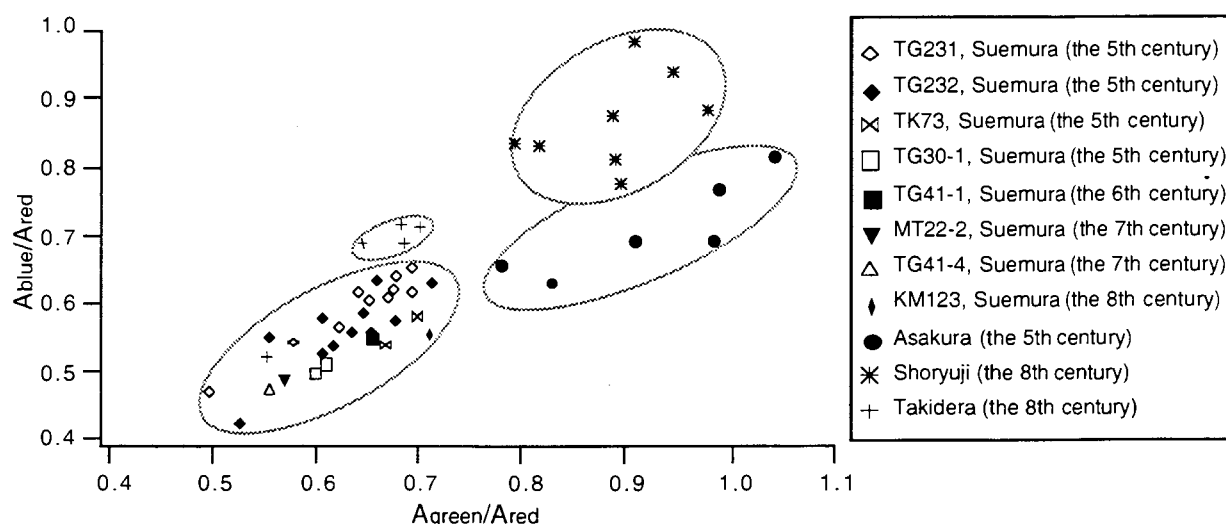 1.0
0.9
0.8
0.7
0.6
0.5
0.4
Ablue/Ared
0.4 0.5 0.6 0.7 0.8 0.9 1.0 1.1
Agreen/Ared
TG231, Suemura (the 5th century)
TG232, Suemura (the 5th century)
TK73, Suemura (the 5th century)
TG30-1, Suemura (the 5th century)
TG41-1, Suemura (the 6th century)
MT22-2, Suemura (the 7th century)
TG41-4, Suemura (the 7th century)
KM123, Suemura (the 8th century)
Asakura (the 5th century)
Shoryuji (the 8th century)
Takidera (the 8th century)